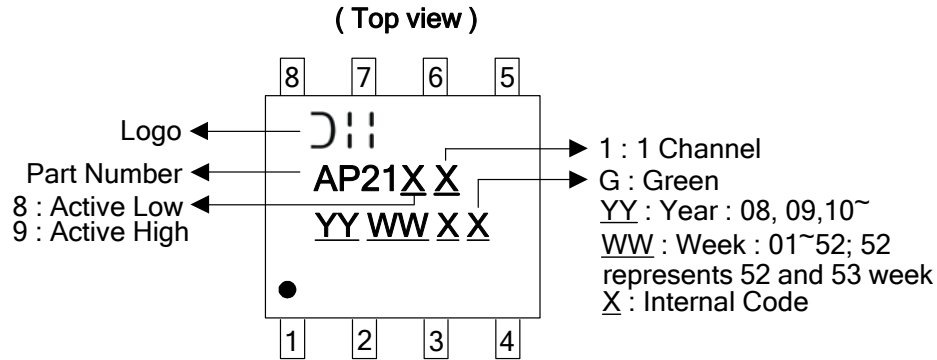 ( Top view )
8 7 6 5
Logo
Part Number
8 : Active Low
9 : Active High
AP21X X
YY WW X X
1 : 1 Channel
G : Green
YY : Year : 08, 09,10~
WW : Week : 01~52; 52
represents 52 and 53 week
X : Internal Code
1 2 3 4